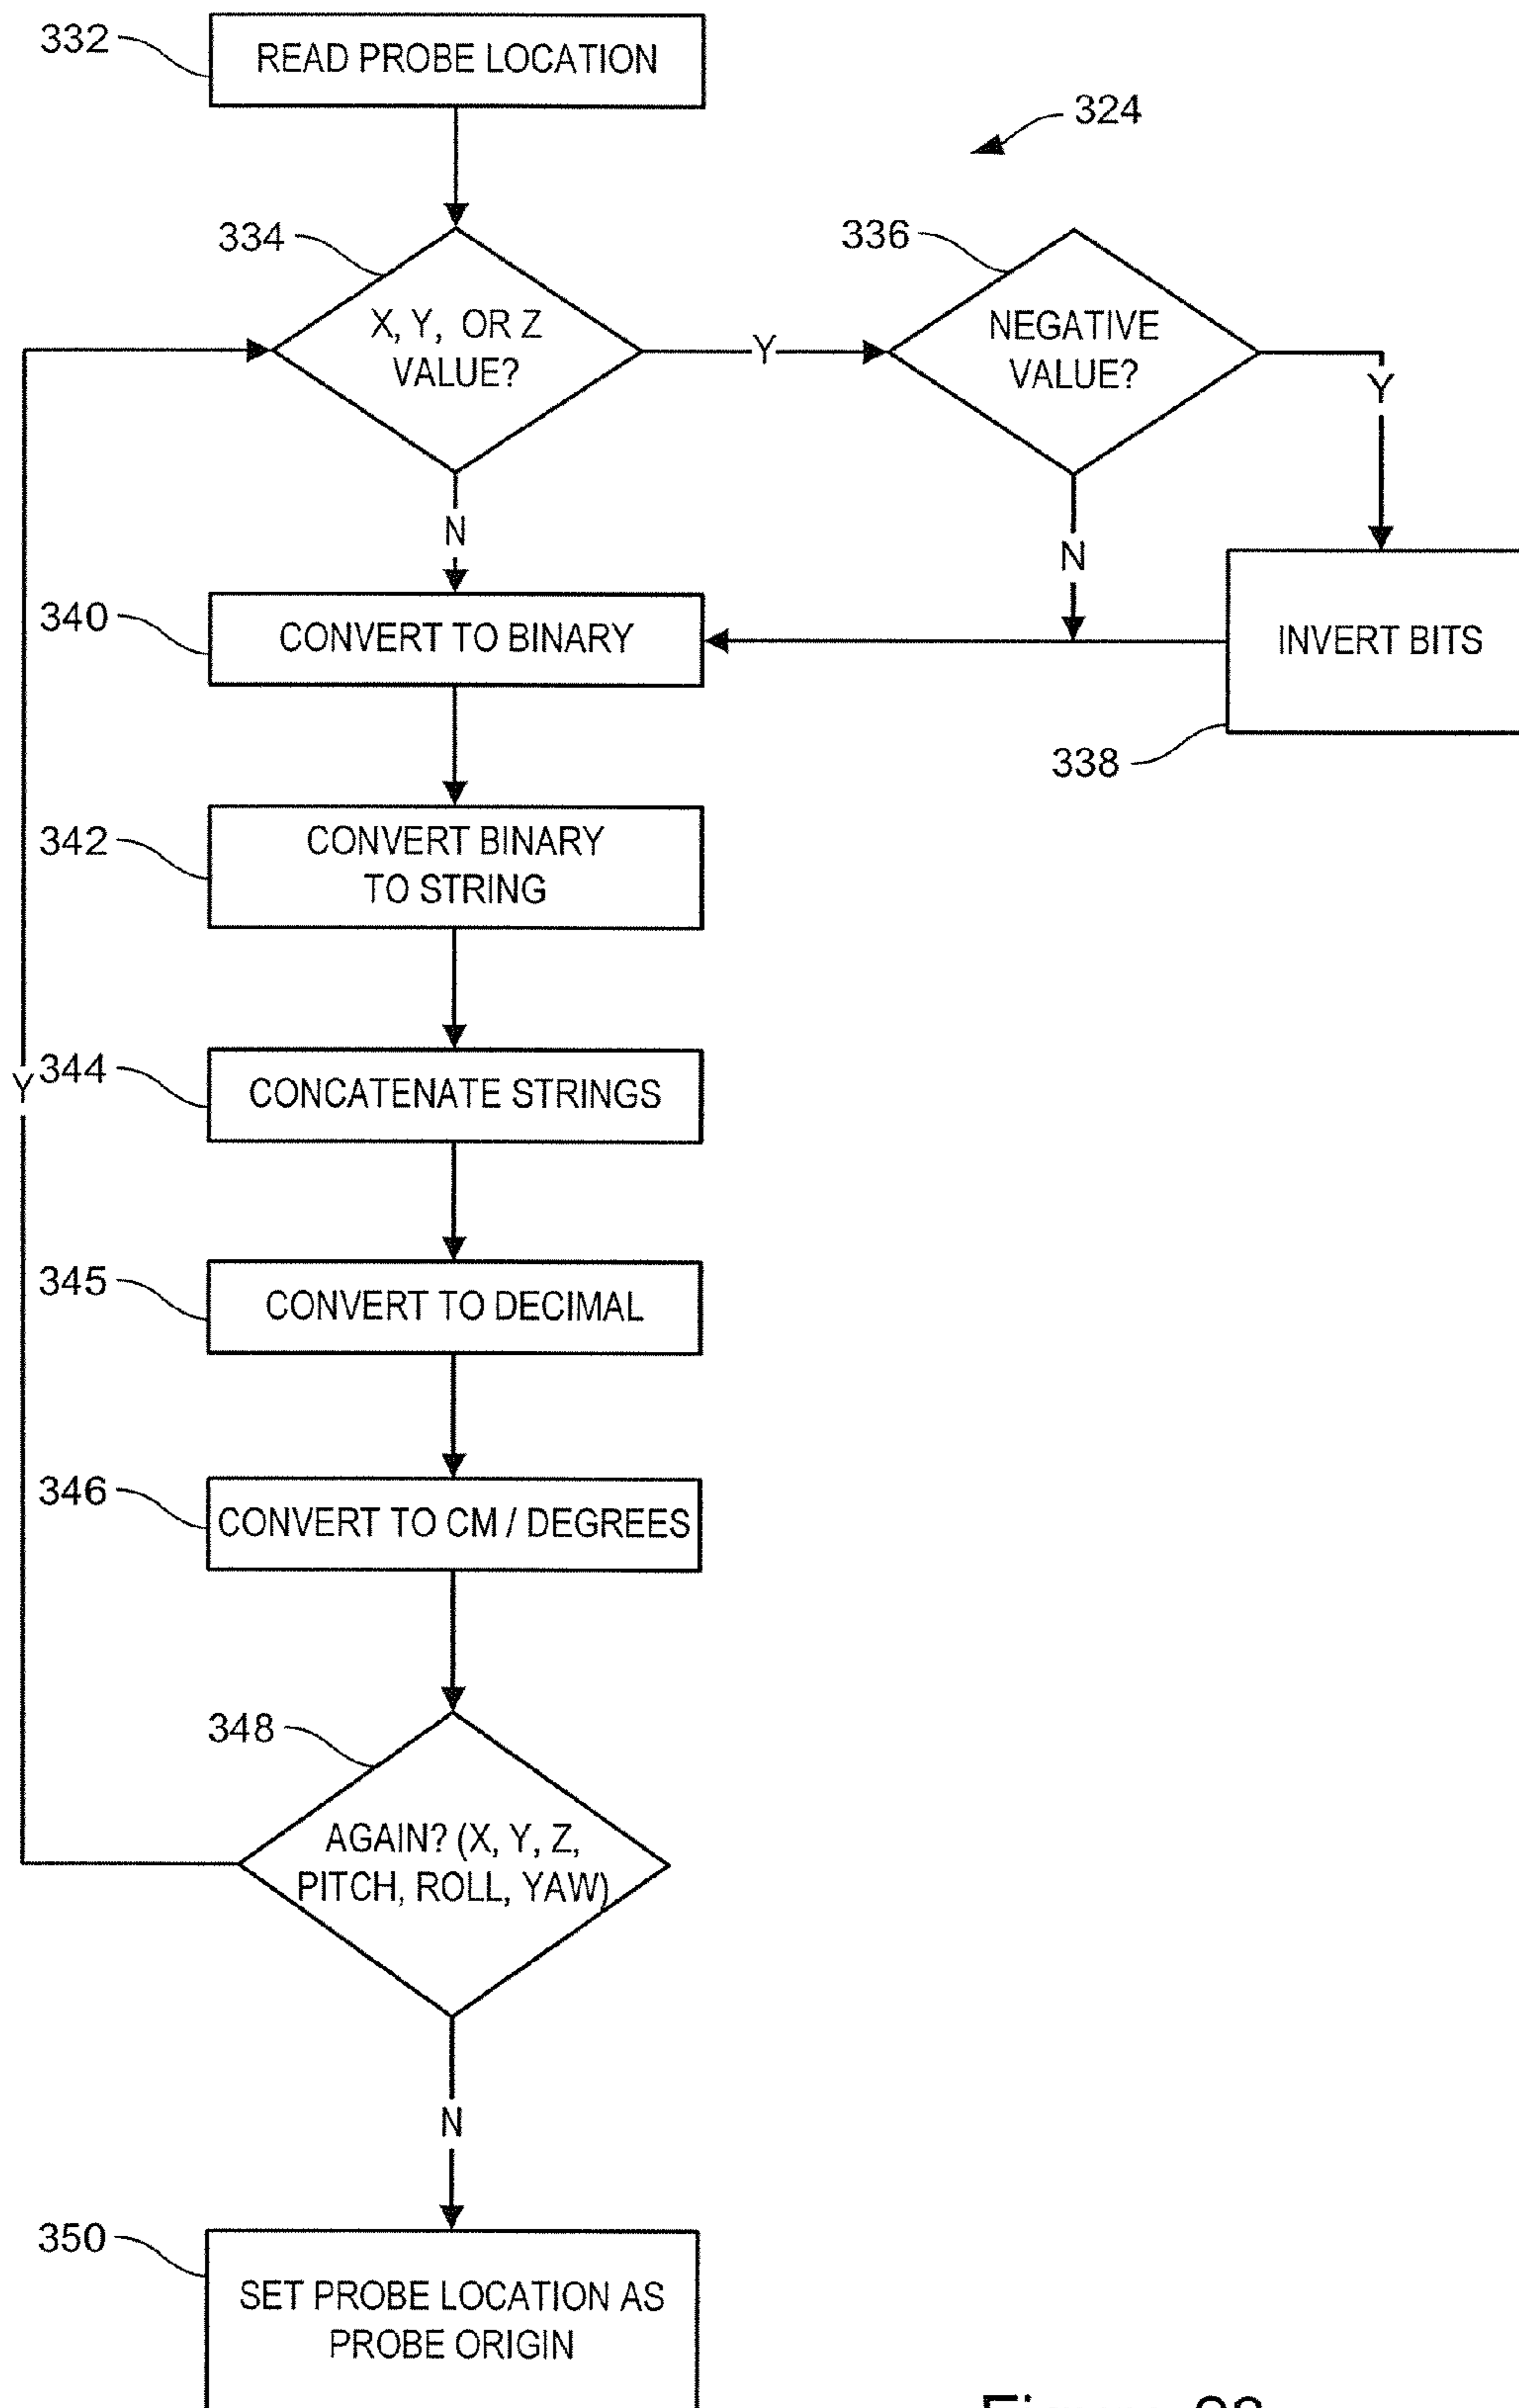 332
READ PROBE LOCATION
324
334
X, Y, OR Z
VALUE?
Y
336
NEGATIVE
VALUE?
Y
N
N
340
CONVERT TO BINARY
INVERT BITS
338
342
CONVERT BINARY
TO STRING
Y
344
CONCATENATE STRINGS
345
CONVERT TO DECIMAL
346
CONVERT TO CM / DEGREES
348
AGAIN? (X, Y, Z,
PITCH, ROLL, YAW)
N
350
SET PROBE LOCATION AS
PROBE ORIGIN